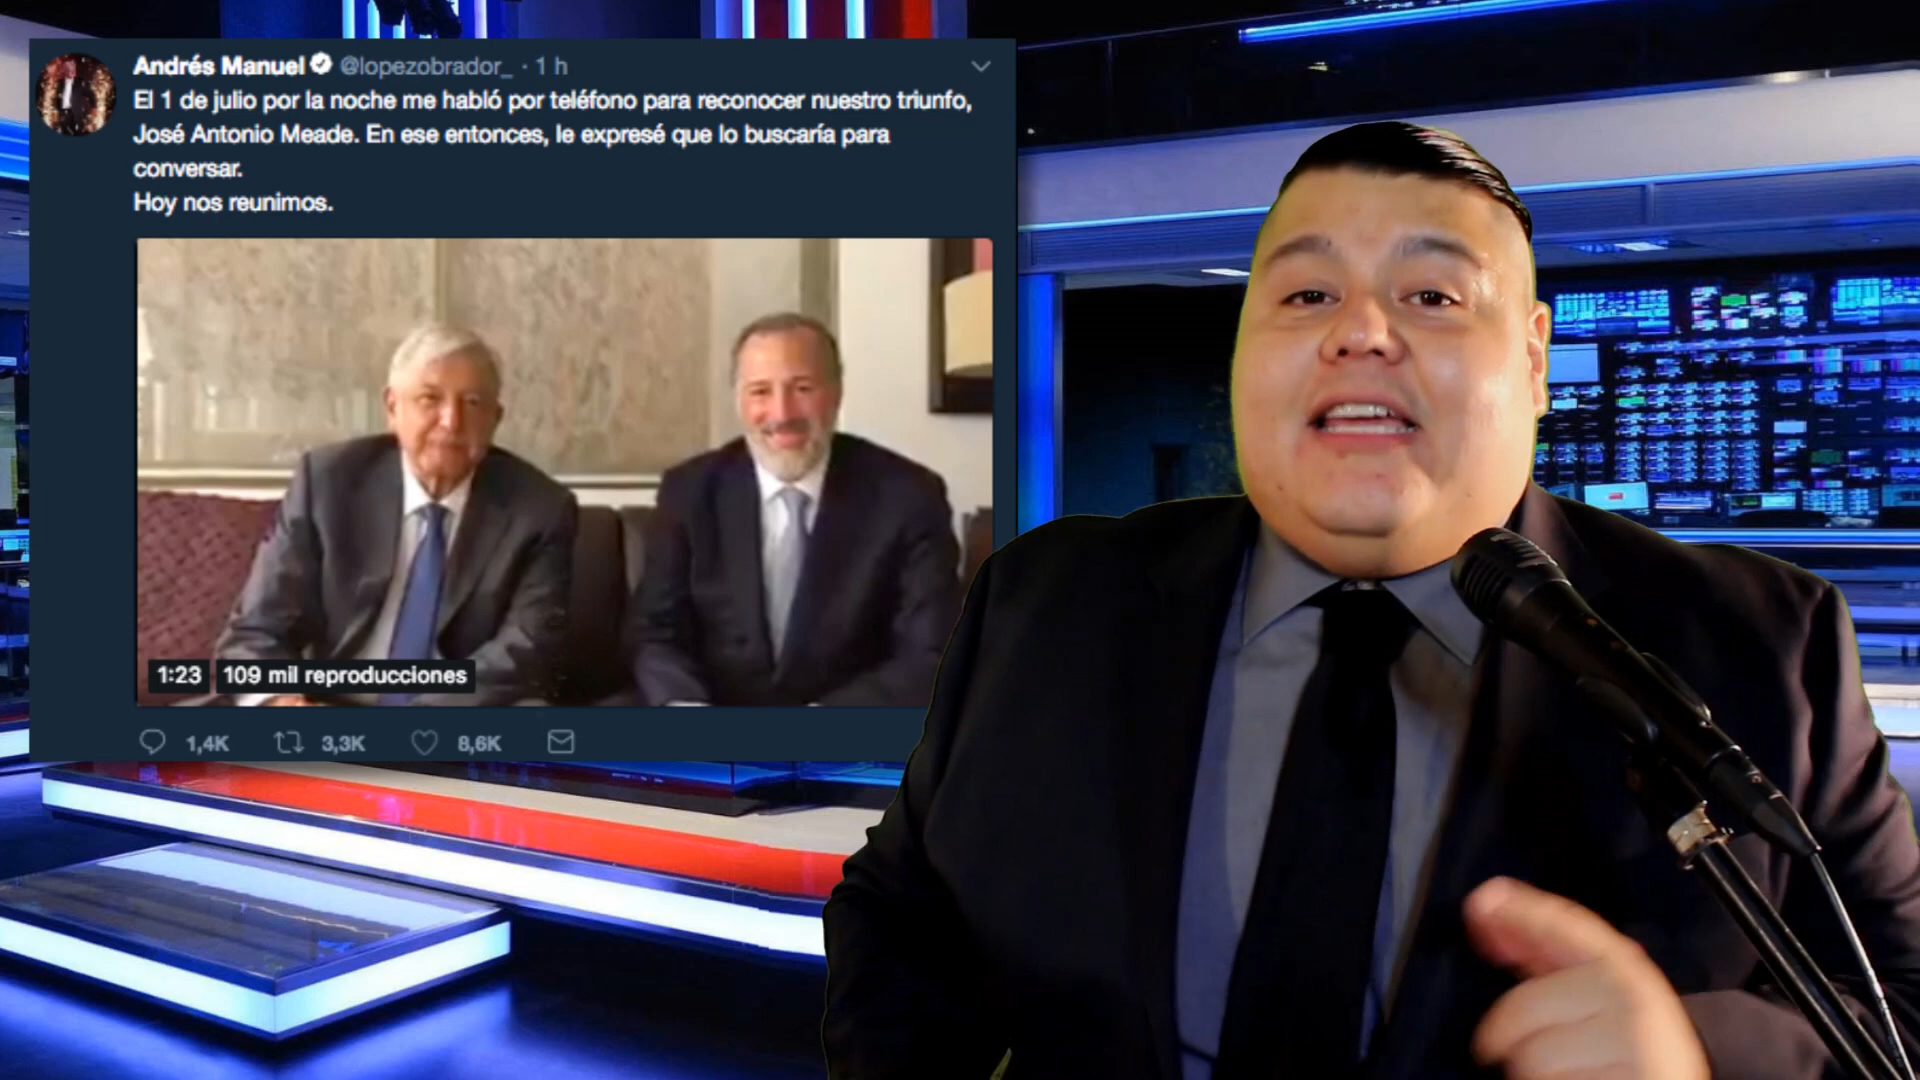 Andrés Manuel @lopezobrador_ · 1 h
El 1 de julio por la noche me habló por teléfono para reconocer nuestro triunfo,
José Antonio Meade. En ese entonces, le expresé que lo buscaría para
conversar.
Hoy nos reunimos.
1:23 109 mil reproducciones
1,4K 3,3K 8,6K